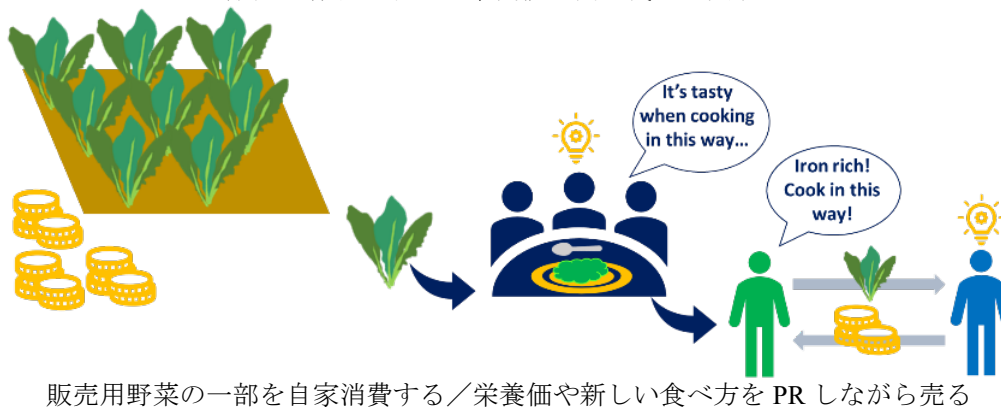 It's tasty
when cooking
in this way...
Iron rich!
Cook in this
way!
販売用野菜の一部を自家消費する／栄養価や新しい食べ方を PR しながら売る